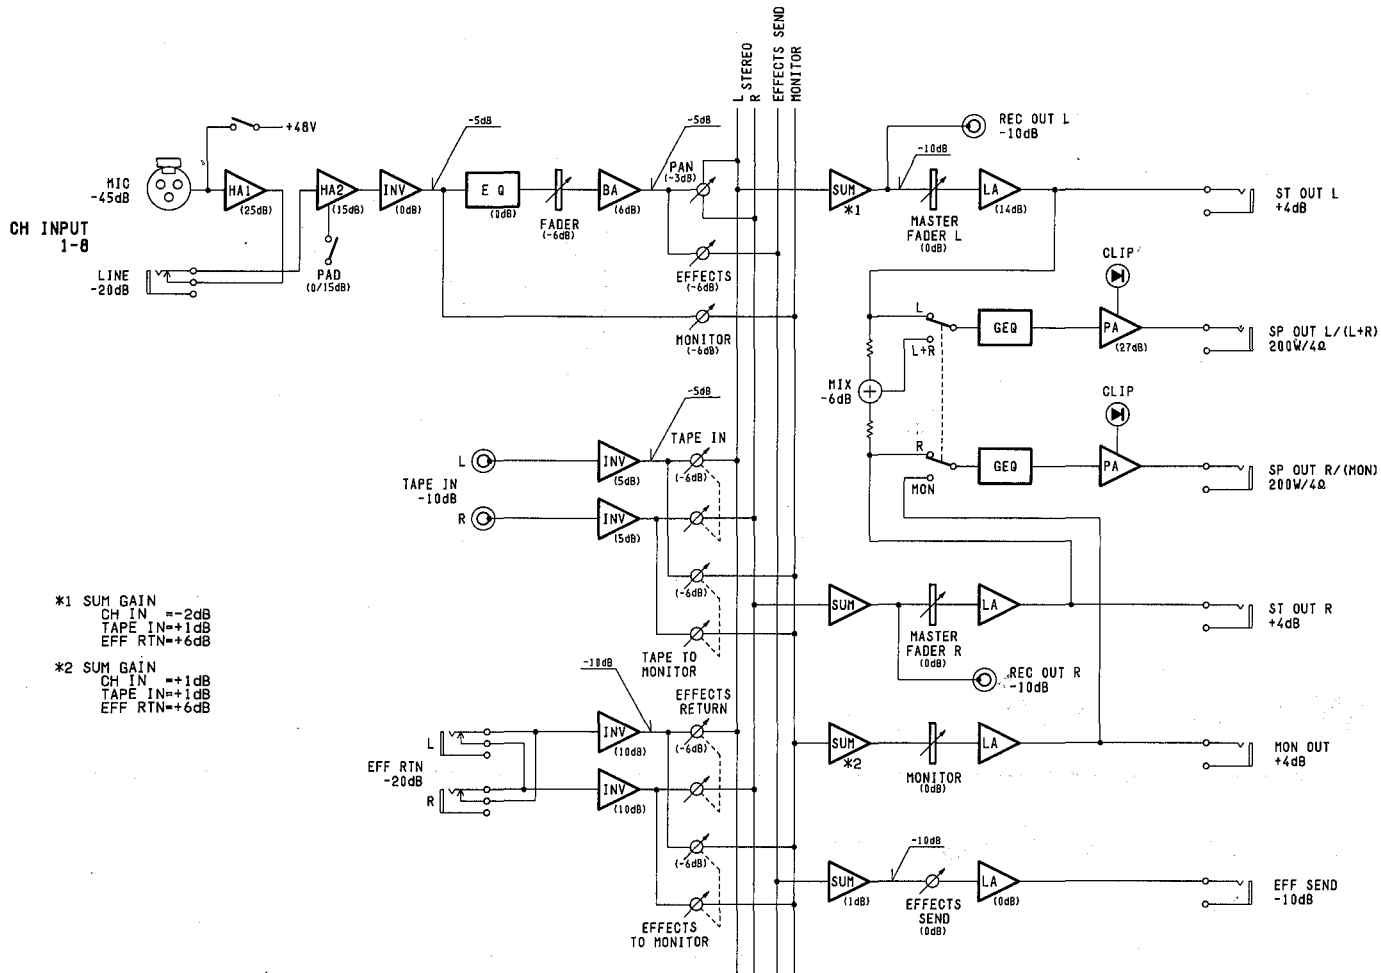 L STEREO
R
EFFECTS SEND
MONITOR
+48V
-5dB
-5dB
MIC
-45dB
HA1
(25dB)
HA2
(15dB)
INV
(0dB)
E Q
(0dB)
FADER
(-6dB)
BA
(6dB)
PAN
(-3dB)
CH INPUT
1-8
LINE
-20dB
PAD
(0/15dB)
EFFECTS
(-6dB)
MONITOR
(-6dB)
REC OUT L
-10dB
-10dB
SUM
*1
MASTER
FADER L
(0dB)
LA
(14dB)
ST OUT L
+4dB
CLIP
L
L+R
GEQ
PA
(27dB)
SP OUT L/(L+R)
200W/4Ω
MIX
-6dB
CLIP
R
MON
GEQ
PA
SP OUT R/(MON)
200W/4Ω
-5dB
TAPE IN
L
TAPE IN
-10dB
R
INV
(5dB)
(-6dB)
INV
(5dB)
(-6dB)
TAPE TO
MONITOR
SUM
MASTER
FADER R
(0dB)
LA
ST OUT R
+4dB
REC OUT R
-10dB
*1 SUM GAIN
CH IN =-2dB
TAPE IN=+1dB
EFF RTN=+6dB
*2 SUM GAIN
CH IN =+1dB
TAPE IN=+1dB
EFF RTN=+6dB
-10dB
EFFECTS
RETURN
L
EFF RTN
-20dB
R
INV
(10dB)
(-6dB)
INV
(10dB)
(-6dB)
EFFECTS
TO MONITOR
SUM
*2
MONITOR
(0dB)
LA
MON OUT
+4dB
-10dB
SUM
(1dB)
EFFECTS
SEND
(0dB)
LA
(0dB)
EFF SEND
-10dB